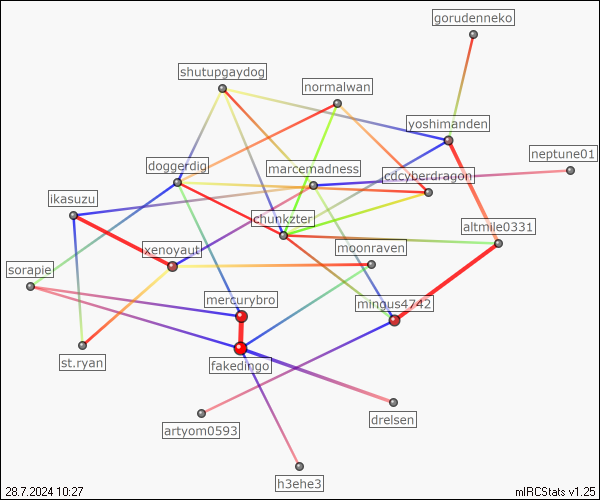 gorudenneko
shutupgaydog
normalwan
yoshimanden
neptune01
doggerdig
marcemadness
cdcyberdragon
ikasuzu
chunkzter
altmile0331
xenoyaut
moonraven
sorapie
mercurybro
mingus4742
st.ryan
fakedingo
drelsen
artyom0593
h3ehe3
28.7.2024 10:27
mIRCStats v1.25